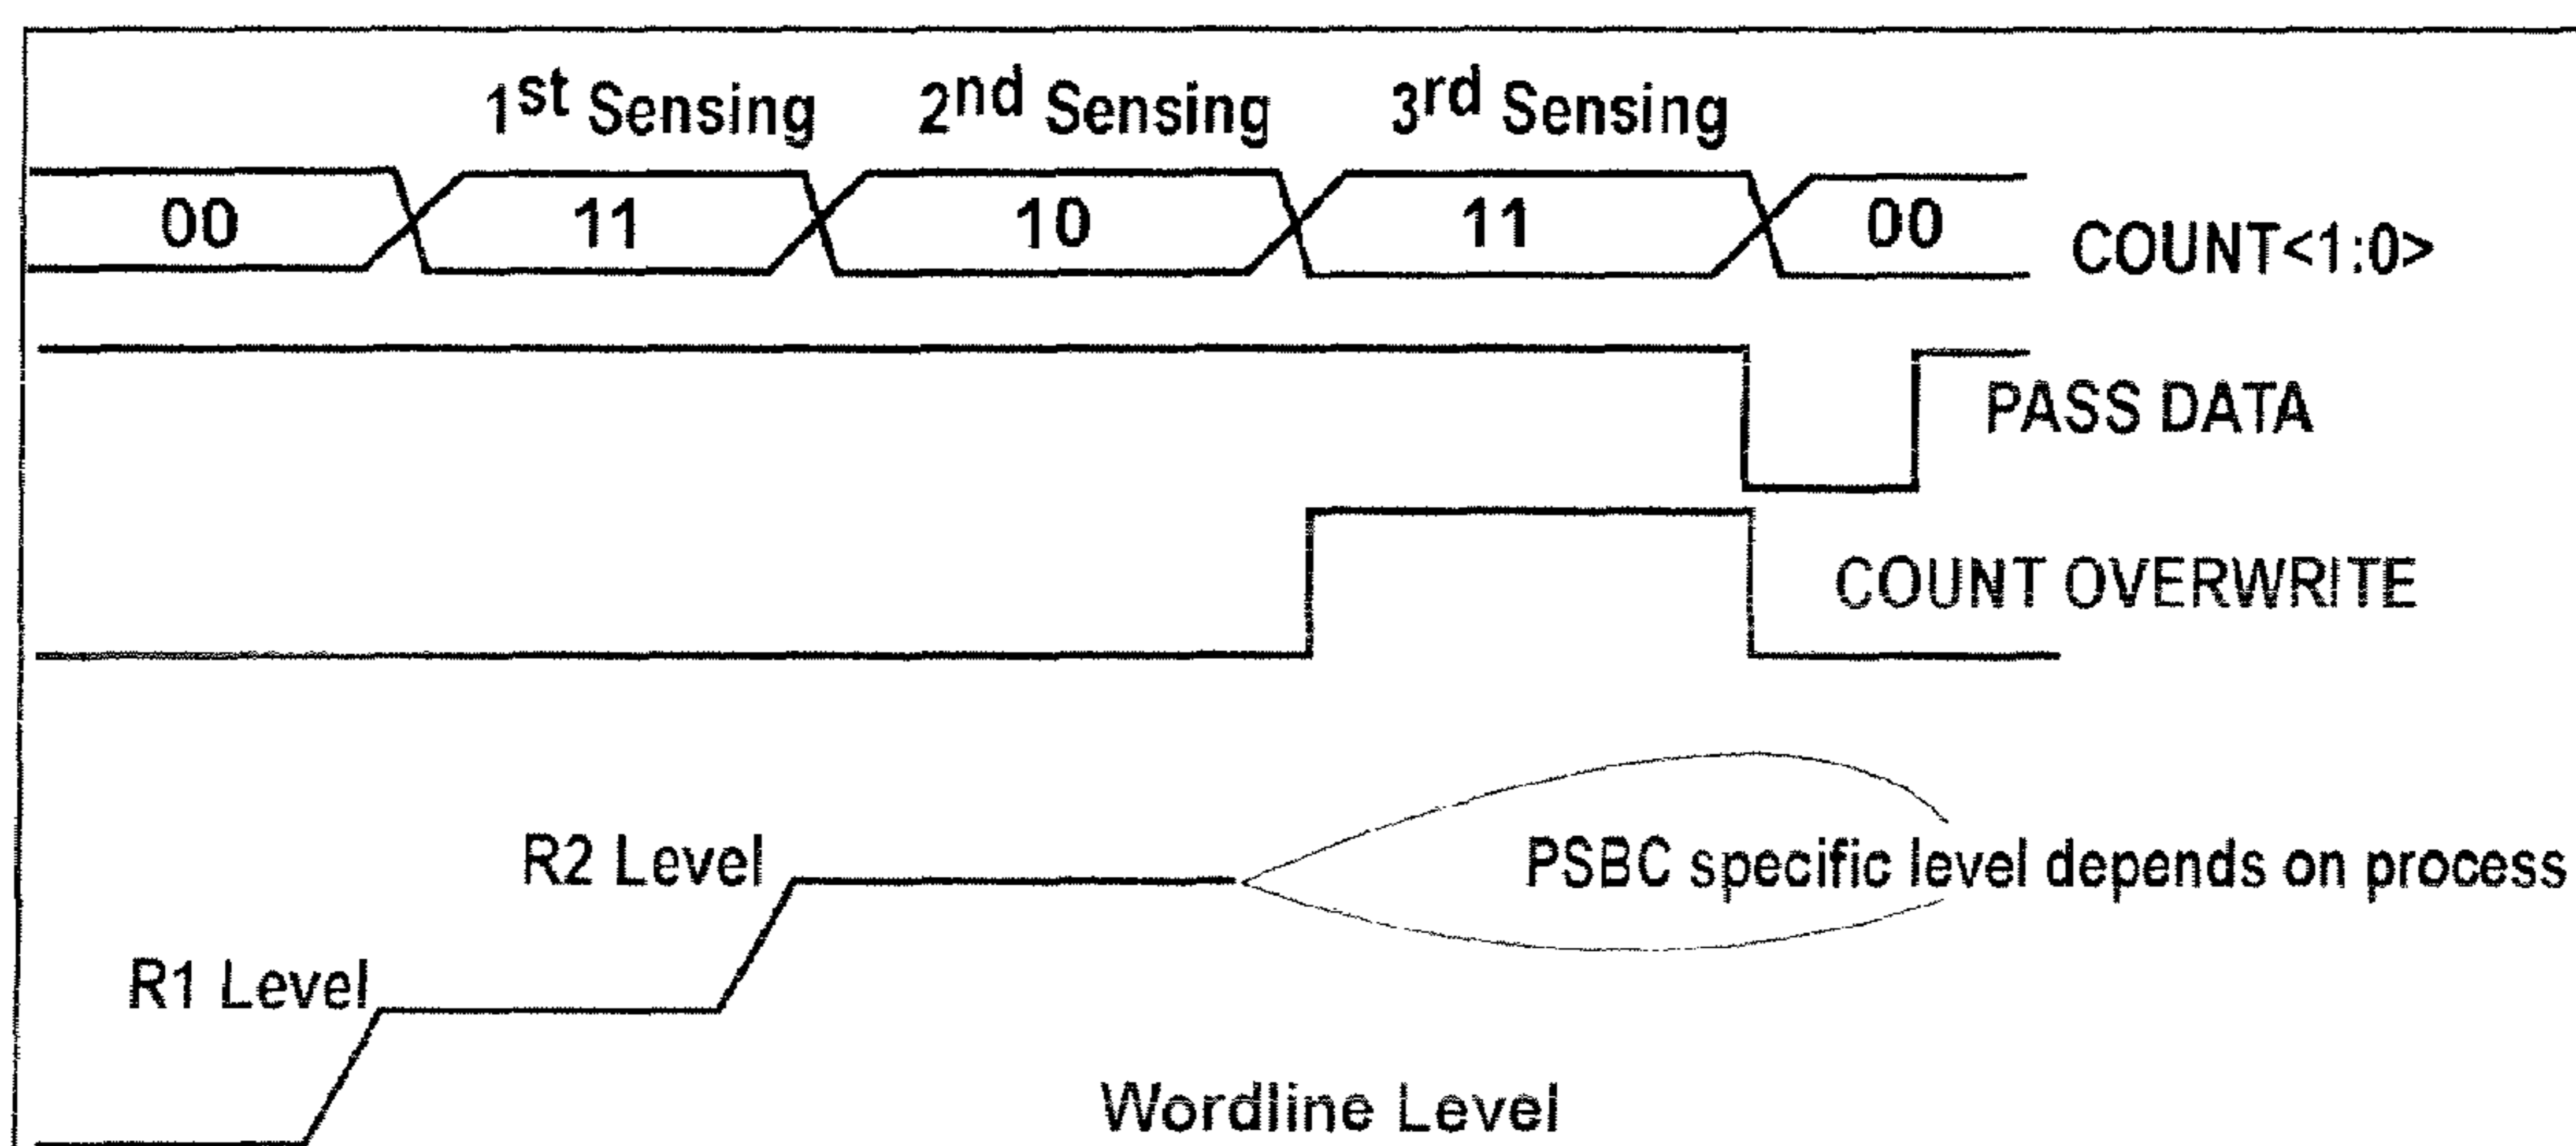 1st Sensing 2nd Sensing 3rd Sensing
00 11 10 11 00 COUNT<1:0>
PASS DATA
COUNT OVERWRITE
R2 Level PSBC specific level depends on process
R1 Level
Wordline Level